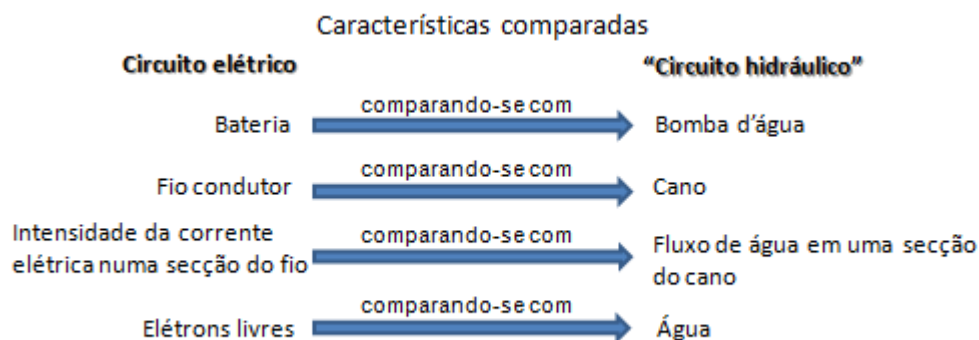 Características comparadas
Circuito elétrico
“Circuito hidráulico”
Bateria
comparando-se com
Bomba d’água
Fio condutor
comparando-se com
Cano
Intensidade da corrente
elétrica numa secção do fio
comparando-se com
Fluxo de água em uma secção
do cano
Elétrons livres
comparando-se com
Água